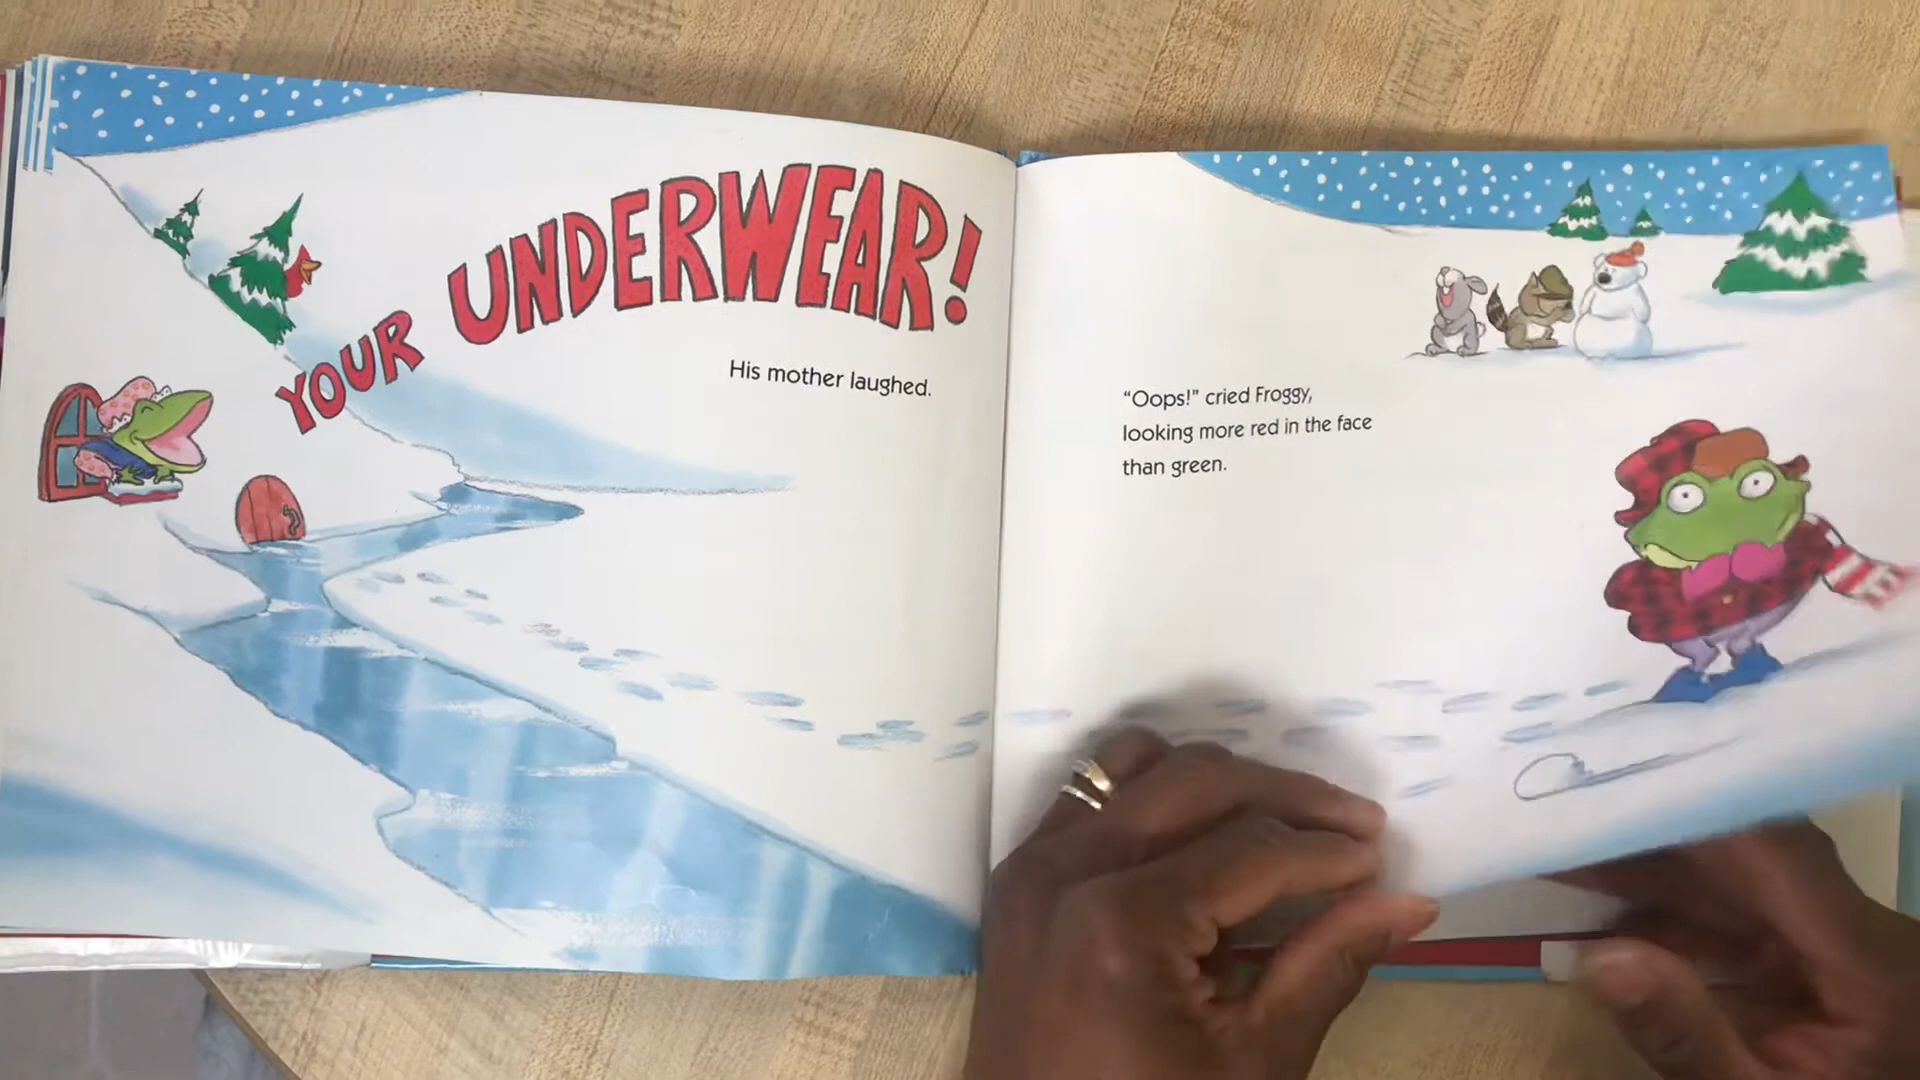 YOUR UNDERWEAR!
His mother laughed.
“Oops!” cried Froggy,
looking more red in the face
than green.